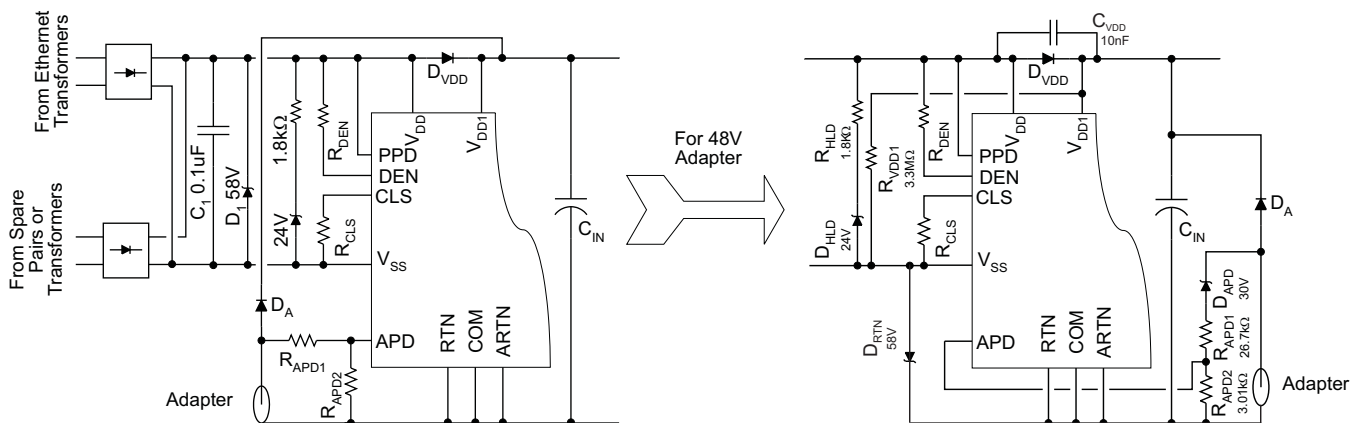 From Ethernet
Transformers
From Spare
Pairs or
Transformers
C1 0.1uF
D1 58V
1.8kΩ
24V
RDEN
RCLS
DVDD
VDD
VDD1
PPD
DEN
CLS
VSS
APD
RTN
COM
ARTN
CIN
DA
RAPD1
RAPD2
Adapter
For 48V
Adapter
CVDD
10nF
DVDD
RHLD
1.8KΩ
RVDD1
3.3MΩ
RDEN
DHLD
24V
RCLS
VDD
VDD1
PPD
DEN
CLS
VSS
APD
RTN
COM
ARTN
DRTN
58V
CIN
DA
DAPD
30V
RAPD1
26.7kΩ
RAPD2
3.01kΩ
Adapter